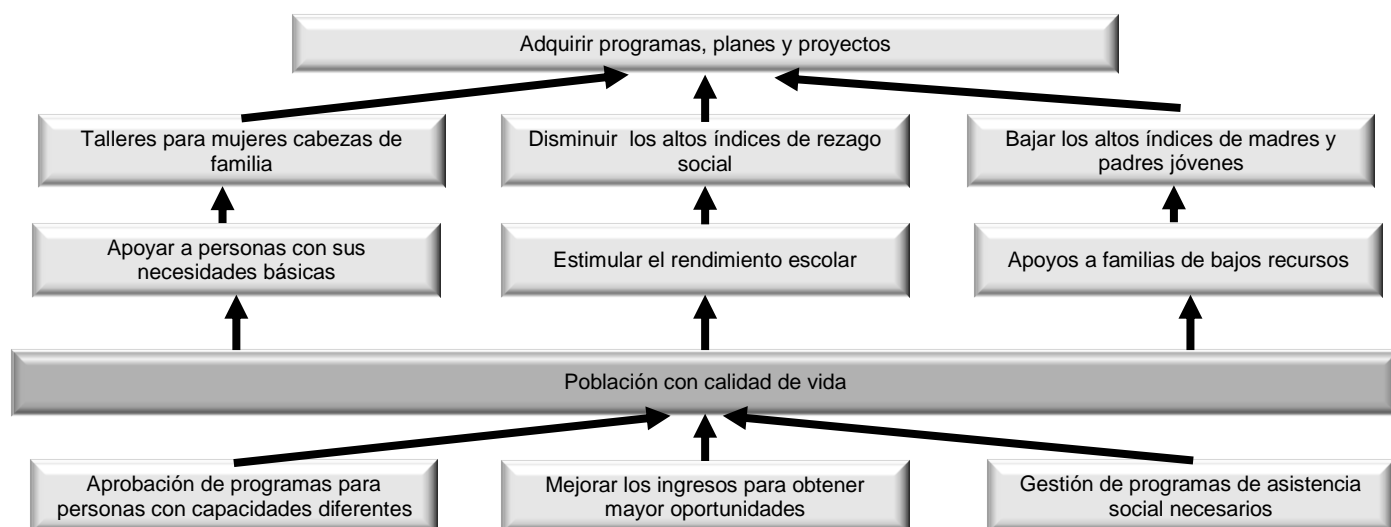 Adquirir programas, planes y proyectos
Talleres para mujeres cabezas de
familia
Disminuir  los altos índices de rezago
social
Bajar los altos índices de madres y
padres jóvenes
Apoyar a personas con sus
necesidades básicas
Estimular el rendimiento escolar
Apoyos a familias de bajos recursos
Población con calidad de vida
Aprobación de programas para
personas con capacidades diferentes
Mejorar los ingresos para obtener
mayor oportunidades
Gestión de programas de asistencia
social necesarios